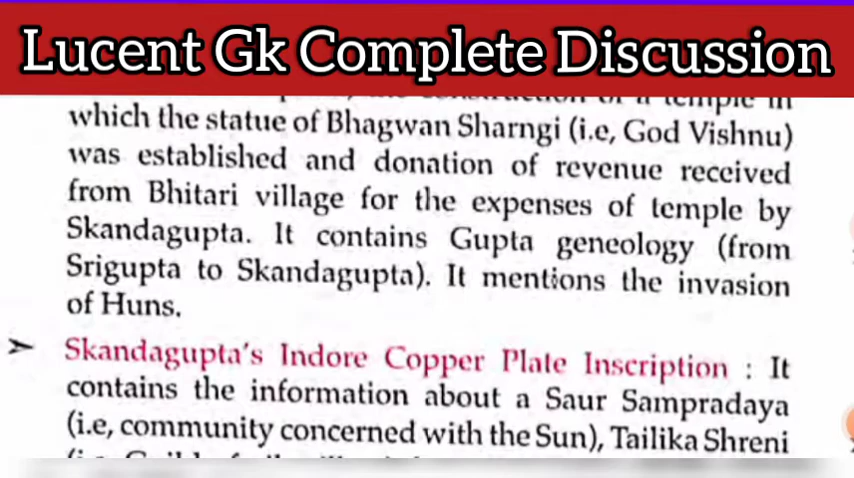 Lucent Gk Complete Discussion
temple in
which the statue of Bhagwan Sharngi (i.e, God Vishnu)
was established and donation of revenue received
from Bhitari village for the expenses of temple by
Skandagupta. It contains Gupta geneology (from
Srigupta to Skandagupta). It mentions the invasion
of Huns.
➤ Skandagupta's Indore Copper Plate Inscription : It
contains the information about a Saur Sampradaya
(i.e, community concerned with the Sun), Tailika Shreni